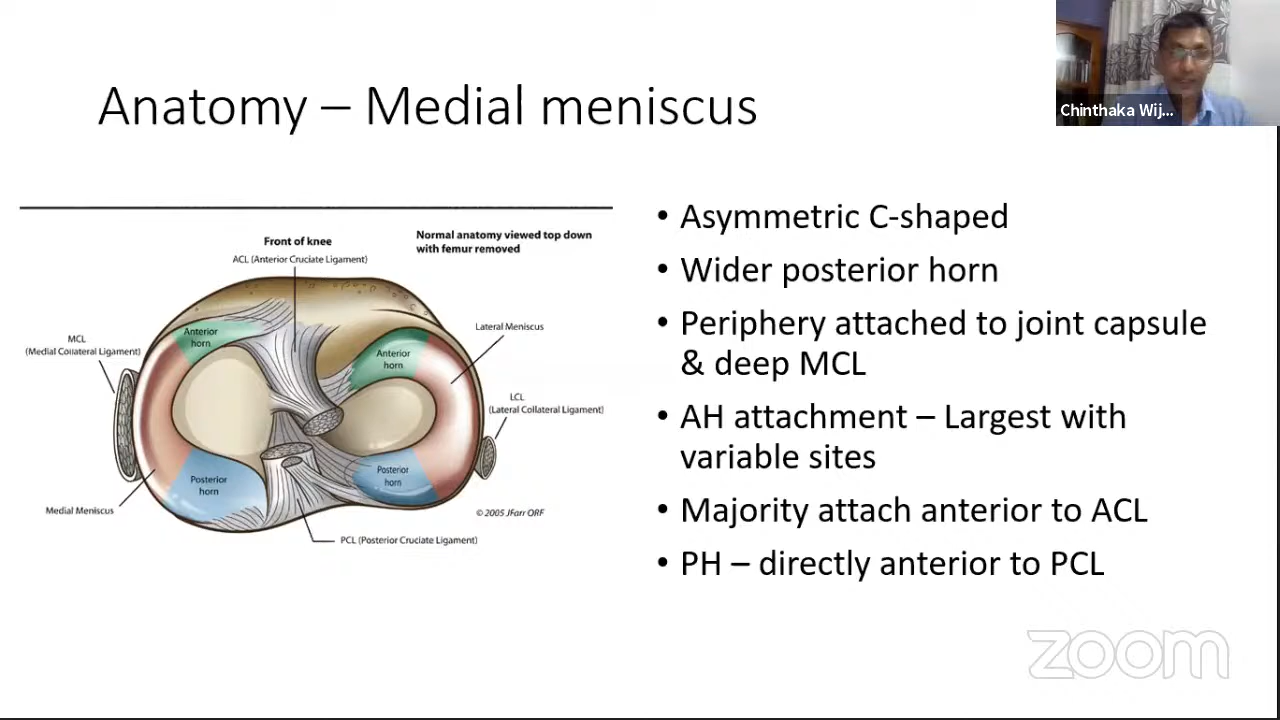 Anatomy – Medial meniscus
Chinthaka Wij...
Front of knee
ACL (Anterior Cruciate Ligament)
Normal anatomy viewed top down
with femur removed
MCL
(Medial Collateral Ligament)
Anterior
horn
Anterior
horn
Lateral Meniscus
LCL
(Lateral Collateral Ligament)
Posterior
horn
Posterior
horn
Medial Meniscus
© 2005 JFarr ORF
PCL (Posterior Cruciate Ligament)
• Asymmetric C-shaped
• Wider posterior horn
• Periphery attached to joint capsule
& deep MCL
• AH attachment – Largest with
variable sites
• Majority attach anterior to ACL
• PH – directly anterior to PCL
zoom